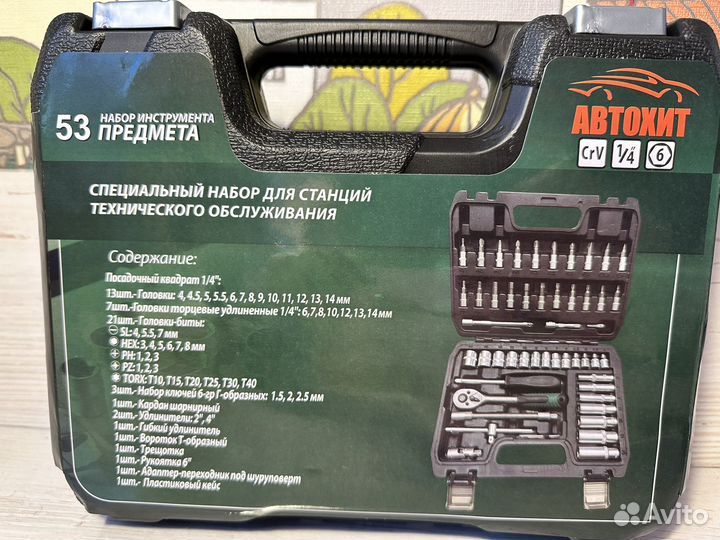 53 НАБОР ИНСТРУМЕНТА
ПРЕДМЕТА
АВТОХИТ
CrV 1/4" 6
СПЕЦИАЛЬНЫЙ НАБОР ДЛЯ СТАНЦИЙ
ТЕХНИЧЕСКОГО ОБСЛУЖИВАНИЯ
Содержание:
Посадочный квадрат 1/4":
13шт.-Головки: 4, 4.5, 5, 5.5, 6, 7, 8, 9, 10, 11, 12, 13, 14 мм
7шт.-Головки торцевые удлиненные 1/4": 6,7,8,10,12,13,14 мм
21шт.-Головки-биты:
SL: 4, 5.5, 7 мм
HEX: 3, 4, 5, 6, 7, 8 мм
PH: 1, 2, 3
PZ: 1, 2, 3
TORX: T10, T15, T20, T25, T30, T40
3шт.-Набор ключей 6-гр Г-образных: 1.5, 2, 2.5 мм
1шт.-Кардан шарнирный
2шт.-Удлинители: 2", 4"
1шт.-Гибкий удлинитель
1шт.-Вороток Т-образный
1шт.-Трещотка
1шт.-Рукоятка 6"
1шт.-Адаптер-переходник под шуруповерт
1шт.-Пластиковый кейс
Avito